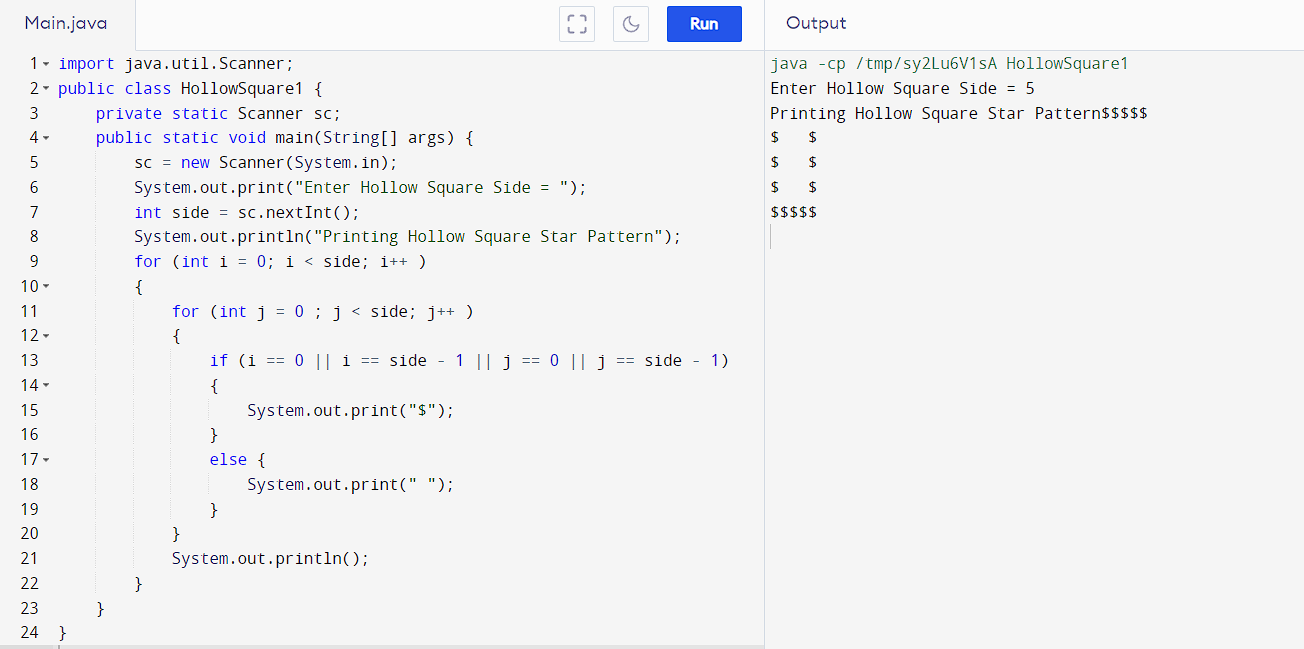 Main.java
Run
Output
1 import java.util.Scanner;
2 public class HollowSquare1 {
3     private static Scanner sc;
4     public static void main(String[] args) {
5         sc = new Scanner(System.in);
6         System.out.print("Enter Hollow Square Side = ");
7         int side = sc.nextInt();
8         System.out.println("Printing Hollow Square Star Pattern");
9         for (int i = 0; i < side; i++ )
10         {
11             for (int j = 0 ; j < side; j++ )
12             {
13                 if (i == 0 || i == side - 1 || j == 0 || j == side - 1)
14                 {
15                     System.out.print("$");
16                 }
17                 else {
18                     System.out.print(" ");
19                 }
20             }
21             System.out.println();
22         }
23     }
24 }
java -cp /tmp/sy2Lu6V1sA HollowSquare1
Enter Hollow Square Side = 5
Printing Hollow Square Star Pattern$$$$$
$   $
$   $
$   $
$$$$$